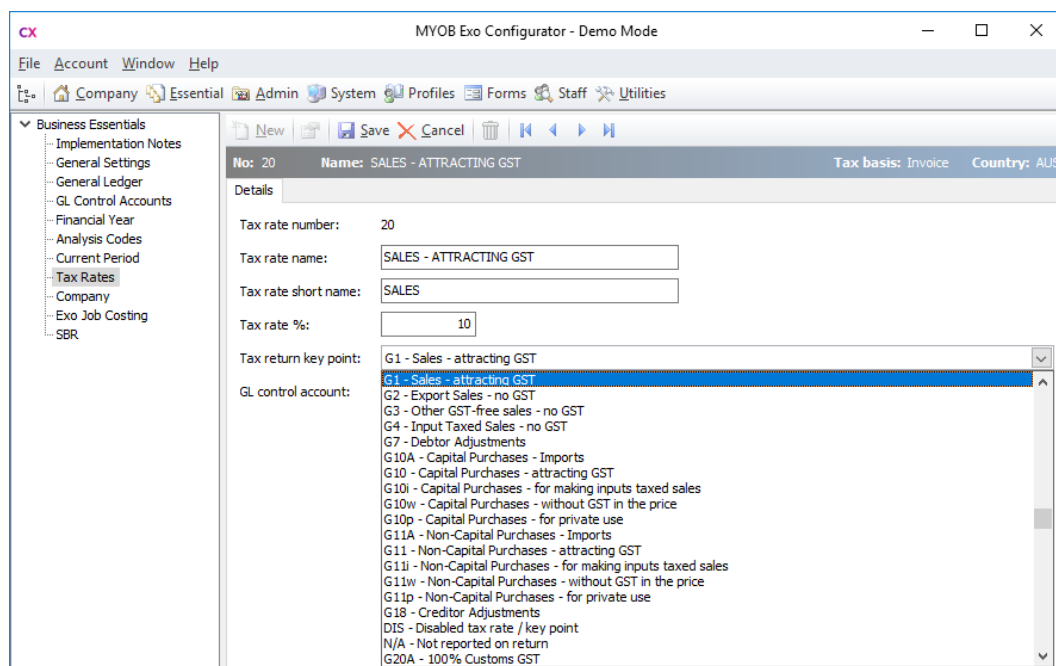 CX MYOB Exo Configurator - Demo Mode
File Account Window Help
Company Essential Admin System Profiles Forms Staff Utilities
Business Essentials
Implementation Notes
General Settings
General Ledger
GL Control Accounts
Financial Year
Analysis Codes
Current Period
Tax Rates
Company
Exo Job Costing
SBR
New Save Cancel
No: 20 Name: SALES - ATTRACTING GST Tax basis: Invoice Country: AUS
Details
Tax rate number: 20
Tax rate name: SALES - ATTRACTING GST
Tax rate short name: SALES
Tax rate %: 10
Tax return key point: G1 - Sales - attracting GST
GL control account:
G1 - Sales - attracting GST
G2 - Export Sales - no GST
G3 - Other GST-free sales - no GST
G4 - Input Taxed Sales - no GST
G7 - Debtor Adjustments
G10A - Capital Purchases - Imports
G10 - Capital Purchases - attracting GST
G10i - Capital Purchases - for making inputs taxed sales
G10w - Capital Purchases - without GST in the price
G10p - Capital Purchases - for private use
G11A - Non-Capital Purchases - Imports
G11 - Non-Capital Purchases - attracting GST
G11i - Non-Capital Purchases - for making inputs taxed sales
G11w - Non-Capital Purchases - without GST in the price
G11p - Non-Capital Purchases - for private use
G18 - Creditor Adjustments
DIS - Disabled tax rate / key point
N/A - Not reported on return
G20A - 100% Customs GST